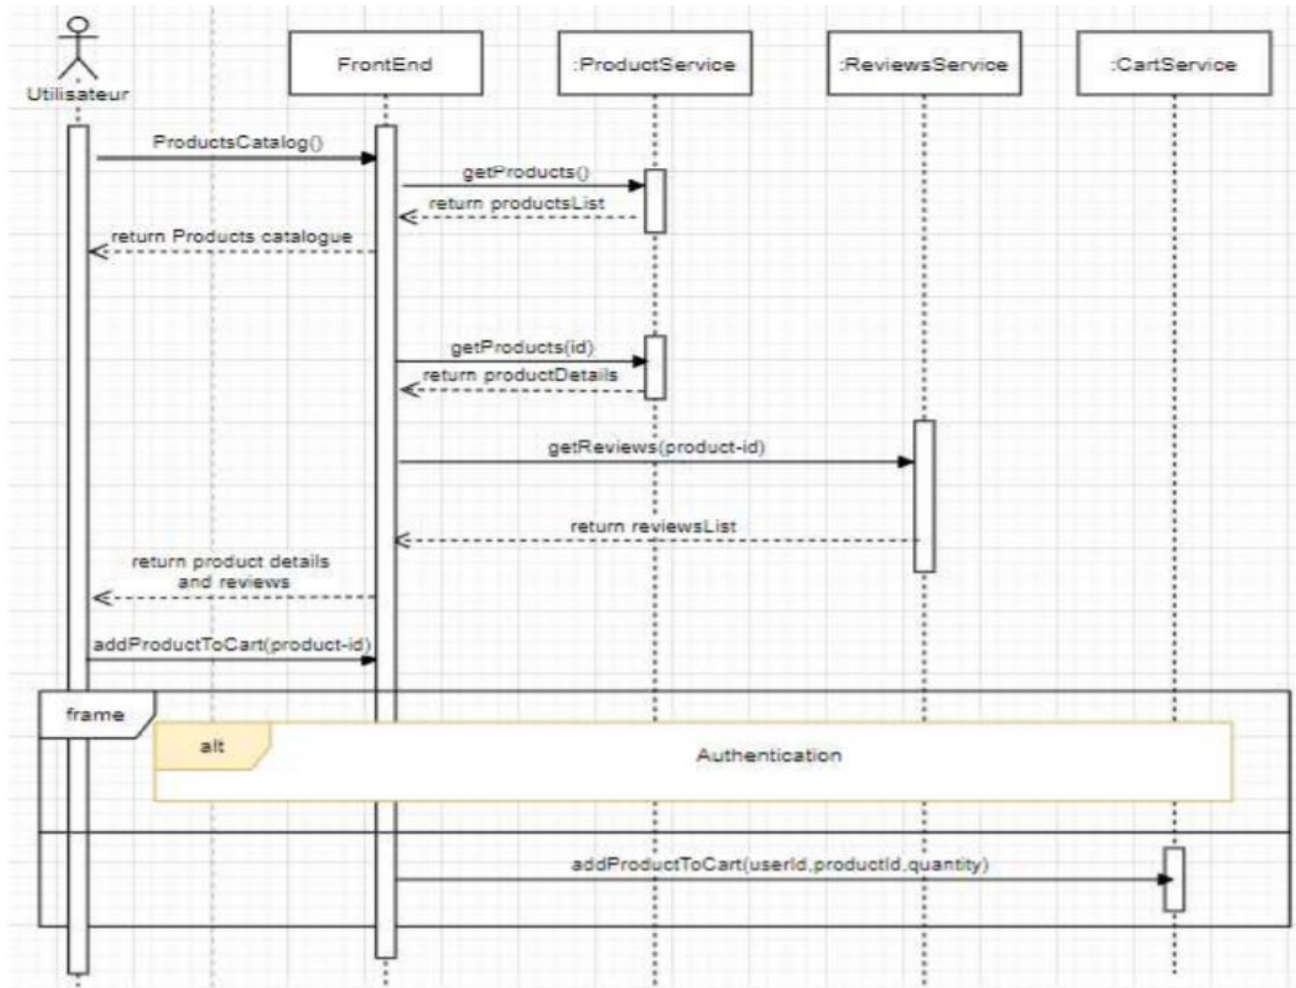 Utilisateur
FrontEnd
:ProductService
:ReviewsService
:CartService
ProductsCatalog()
getProducts()
return productsList
return Products catalogue
getProducts(id)
return productDetails
getReviews(product-id)
return reviewsList
return product details
and reviews
addProductToCart(product-id)
frame
alt
Authentication
addProductToCart(userId,productId,quantity)